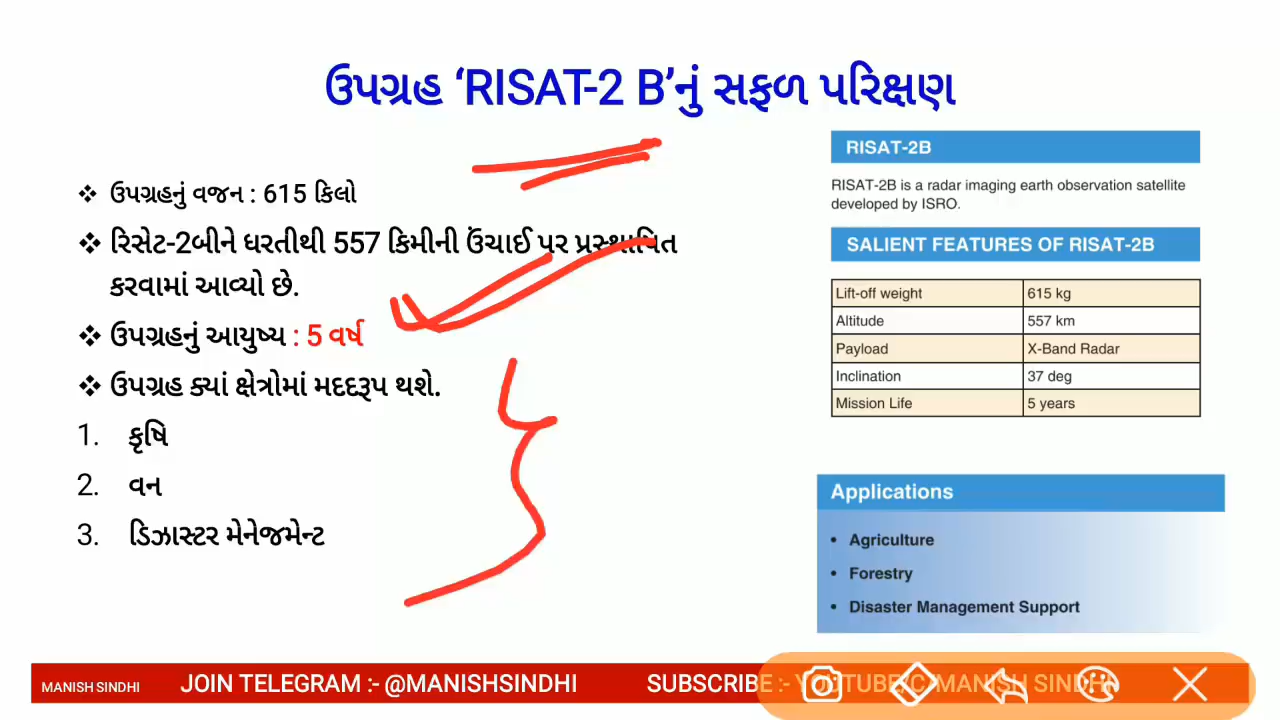 ઉપગ્રહ ‘RISAT-2 B’નું સફળ પરિક્ષણ
❖ ઉપગ્રહનું વજન : 615 કિલો
❖ રિસેટ-2બીને ધરતીથી 557 કિમીની ઉંચાઈ પર પ્રસ્થાપિત
કરવામાં આવ્યો છે.
❖ ઉપગ્રહનું આયુષ્ય : 5 વર્ષ
❖ ઉપગ્રહ ક્યાં ક્ષેત્રોમાં મદદરૂપ થશે.
1. કૃષિ
2. વન
3. ડિઝાસ્ટર મેનેજમેન્ટ
RISAT-2B
RISAT-2B is a radar imaging earth observation satellite
developed by ISRO.
SALIENT FEATURES OF RISAT-2B
Lift-off weight 615 kg
Altitude 557 km
Payload X-Band Radar
Inclination 37 deg
Mission Life 5 years
Applications
• Agriculture
• Forestry
• Disaster Management Support
MANISH SINDHI JOIN TELEGRAM :- @MANISHSINDHI SUBSCRIBE :- YOUTUBE/C/MANISH SINDHI